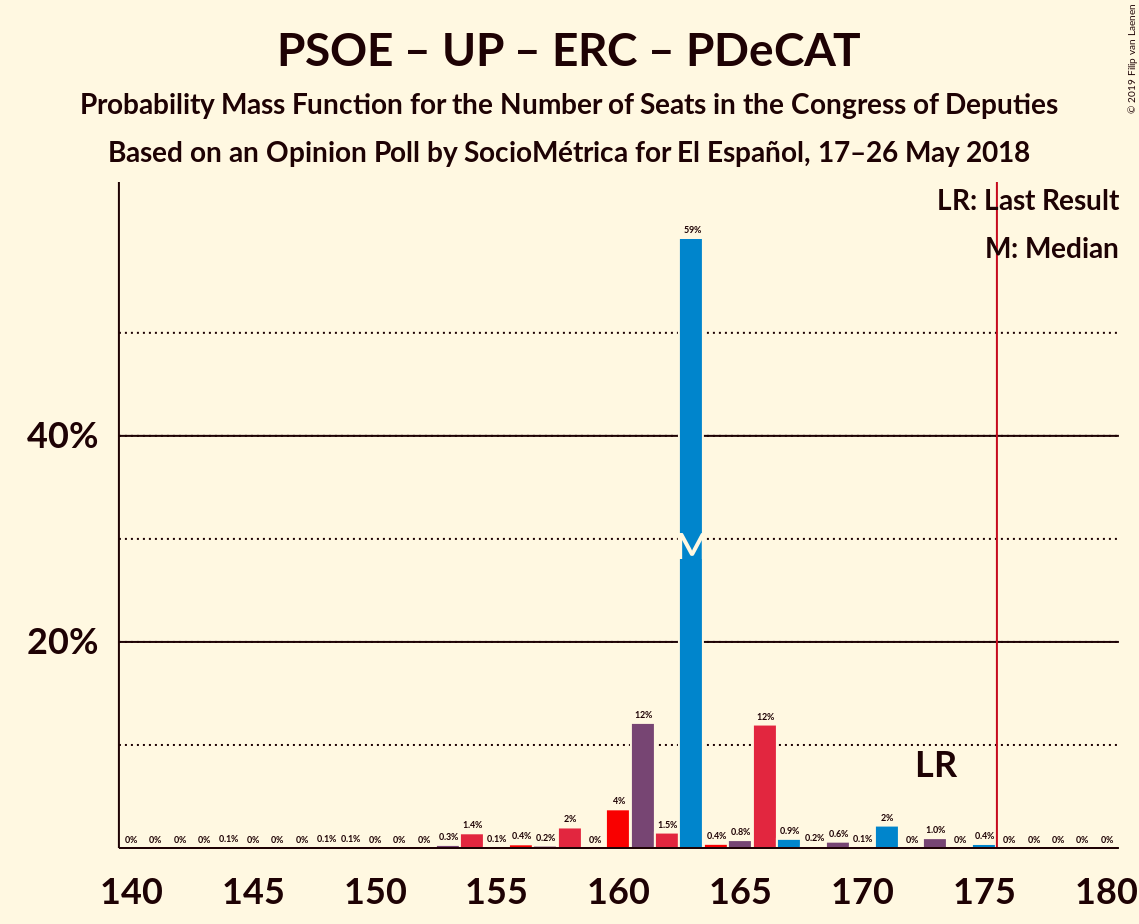 PSOE – UP – ERC – PDeCAT
Probability Mass Function for the Number of Seats in the Congress of Deputies
Based on an Opinion Poll by SocioMétrica for El Español, 17–26 May 2018
© 2019 Filip van Laenen
LR: Last Result
M: Median
59%
40%
M
20%
12% 12%
LR
0% 0% 0% 0% 0.1% 0% 0% 0% 0.1% 0.1% 0% 0% 0% 0.3% 1.4% 0.1% 0.4% 0.2% 2% 0% 4% 1.5% 0.4% 0.8% 0.9% 0.2% 0.6% 0.1% 2% 0% 1.0% 0% 0.4% 0% 0% 0% 0% 0%
140 145 150 155 160 165 170 175 180